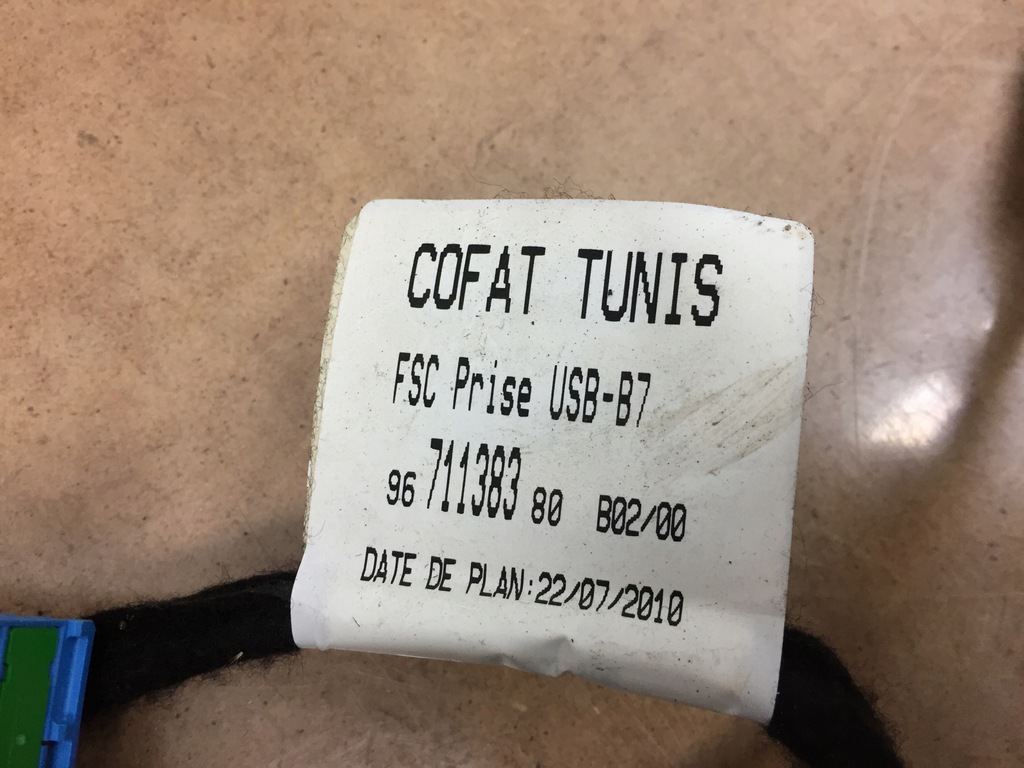 COFAT TUNIS
FSC Prise USB-B7
96 711383 80 B02/00
DATE DE PLAN:22/07/2010